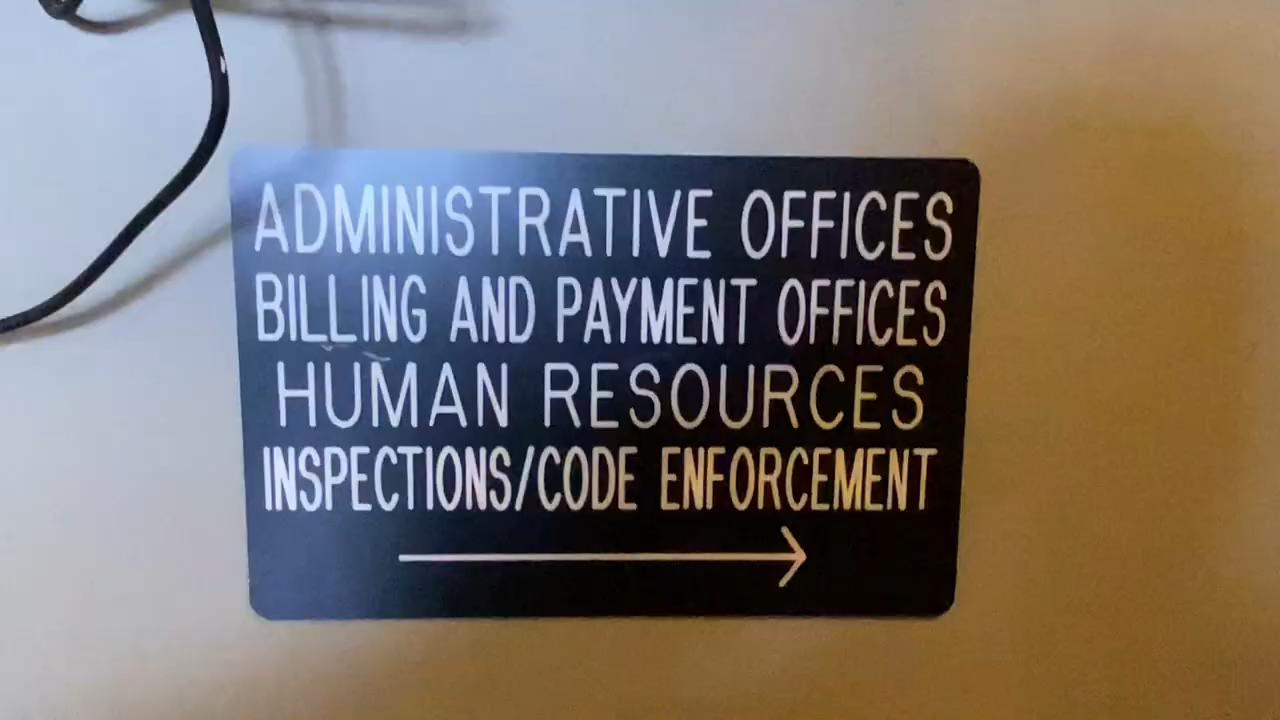 ADMINISTRATIVE OFFICES
BILLING AND PAYMENT OFFICES
HUMAN RESOURCES
INSPECTIONS/CODE ENFORCEMENT